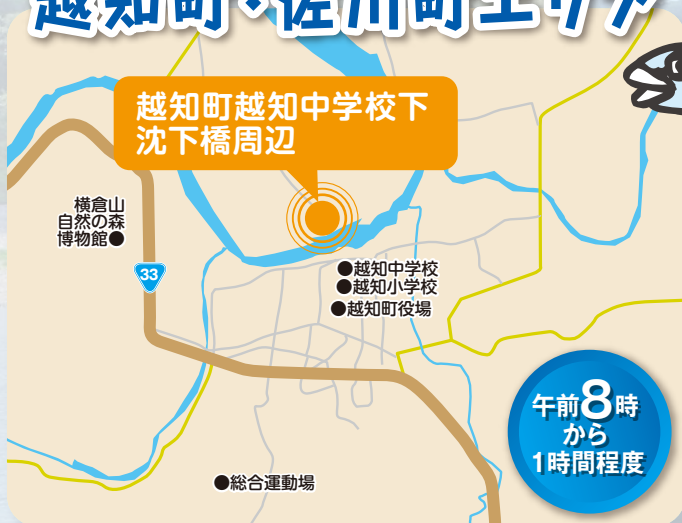 越知町・佐川町エリア
越知町越知中学校下
沈下橋周辺
横倉山
自然の森
博物館●
33
●越知中学校
●越知小学校
●越知町役場
午前8時
から
1時間程度
●総合運動場